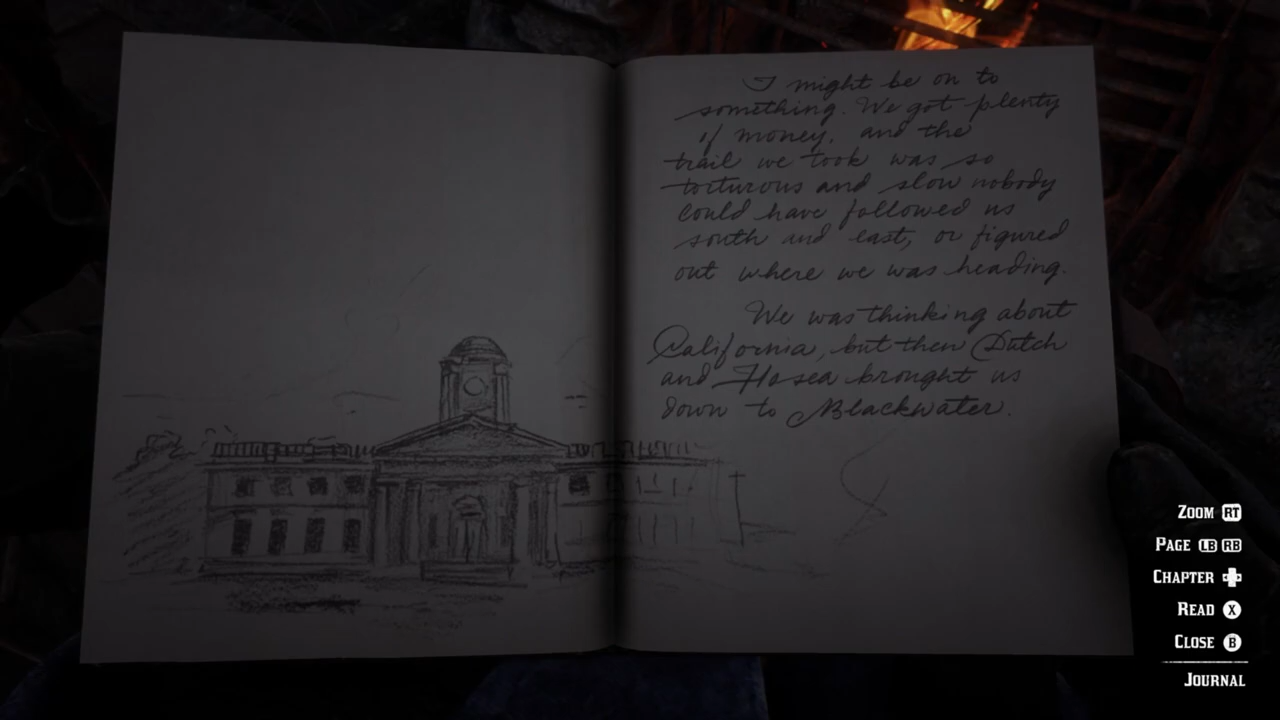 I might be on to
something. We got plenty
of money, and the
trail we took was so
torturous and slow nobody
could have followed us
south and east, or figured
out where we was heading.
We was thinking about
California, but then Dutch
and Hosea brought us
down to Blackwater.
ZOOM RT
PAGE LB RB
CHAPTER
READ X
CLOSE B
JOURNAL